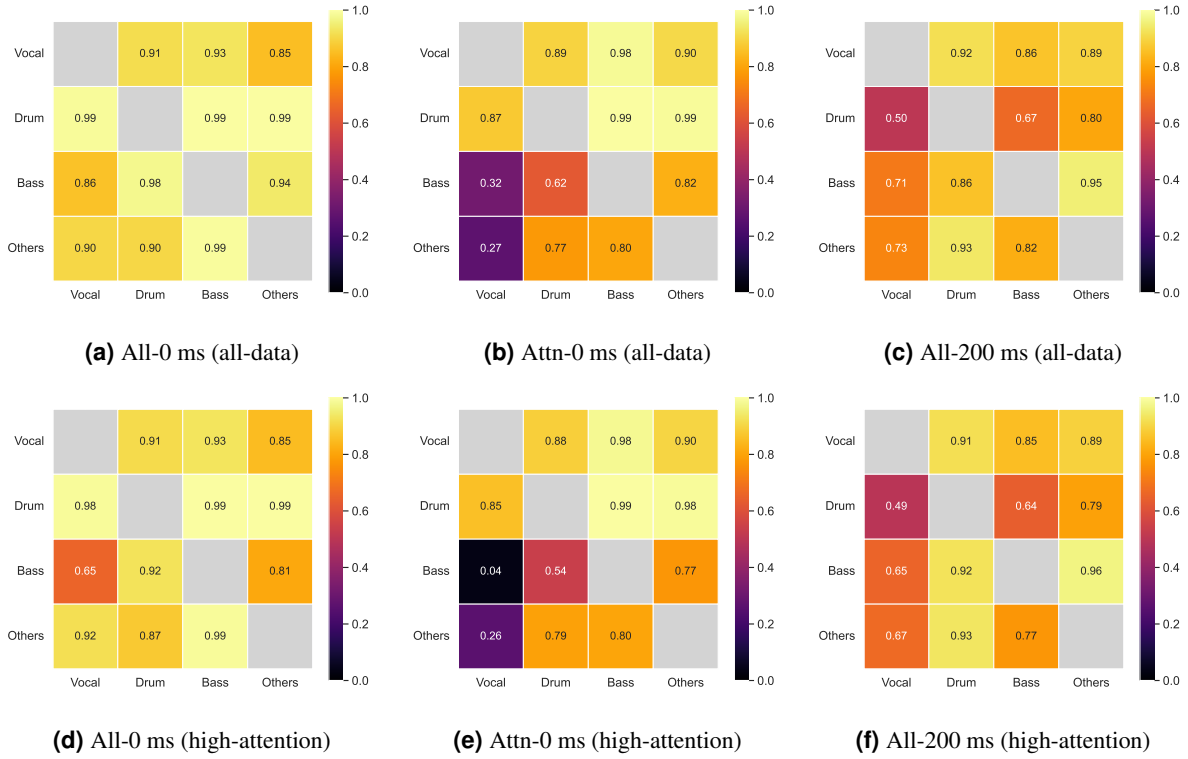 1.0
Vocal 0.91 0.93 0.85
0.8
Drum 0.99 0.99 0.99
0.6
0.4
Bass 0.86 0.98 0.94
0.2
Others 0.90 0.90 0.99
0.0
Vocal Drum Bass Others
(a) All-0 ms (all-data)
1.0
Vocal 0.89 0.98 0.90
0.8
Drum 0.87 0.99 0.99
0.6
0.4
Bass 0.32 0.62 0.82
0.2
Others 0.27 0.77 0.80
0.0
Vocal Drum Bass Others
(b) Attn-0 ms (all-data)
1.0
Vocal 0.92 0.86 0.89
0.8
Drum 0.50 0.67 0.80
0.6
0.4
Bass 0.71 0.86 0.95
0.2
Others 0.73 0.93 0.82
0.0
Vocal Drum Bass Others
(c) All-200 ms (all-data)
1.0
Vocal 0.91 0.93 0.85
0.8
Drum 0.98 0.99 0.99
0.6
0.4
Bass 0.65 0.92 0.81
0.2
Others 0.92 0.87 0.99
0.0
Vocal Drum Bass Others
(d) All-0 ms (high-attention)
1.0
Vocal 0.88 0.98 0.90
0.8
Drum 0.85 0.99 0.98
0.6
0.4
Bass 0.04 0.54 0.77
0.2
Others 0.26 0.79 0.80
0.0
Vocal Drum Bass Others
(e) Attn-0 ms (high-attention)
1.0
Vocal 0.91 0.85 0.89
0.8
Drum 0.49 0.64 0.79
0.6
0.4
Bass 0.65 0.92 0.96
0.2
Others 0.67 0.93 0.77
0.0
Vocal Drum Bass Others
(f) All-200 ms (high-attention)